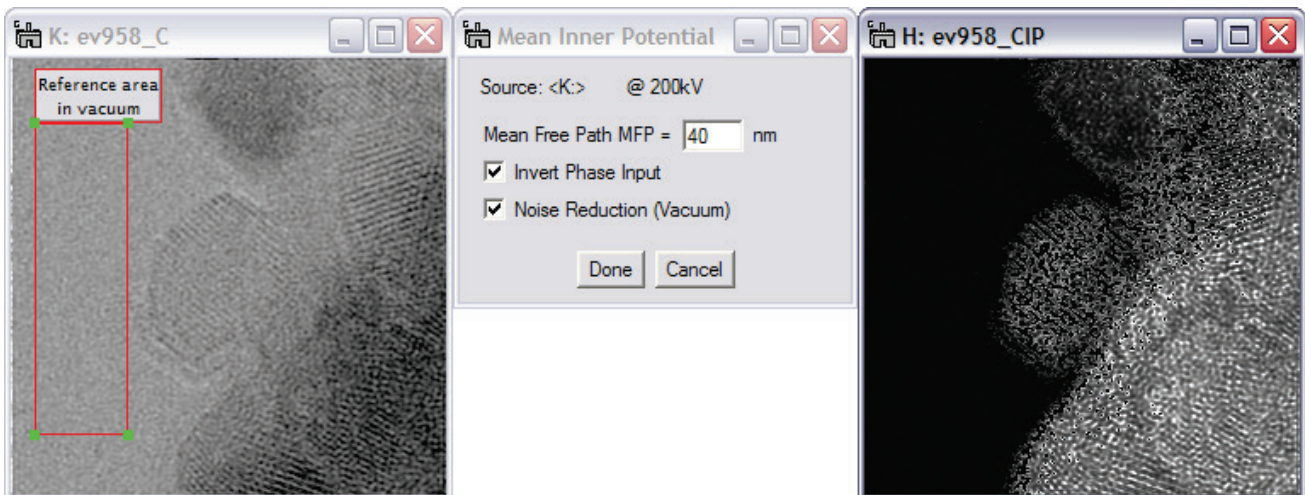 K: ev958_C
Reference area
in vacuum
Mean Inner Potential
Source: <K:> @ 200kV
Mean Free Path MFP = 40 nm
Invert Phase Input
Noise Reduction (Vacuum)
Done Cancel
H: ev958_CIP